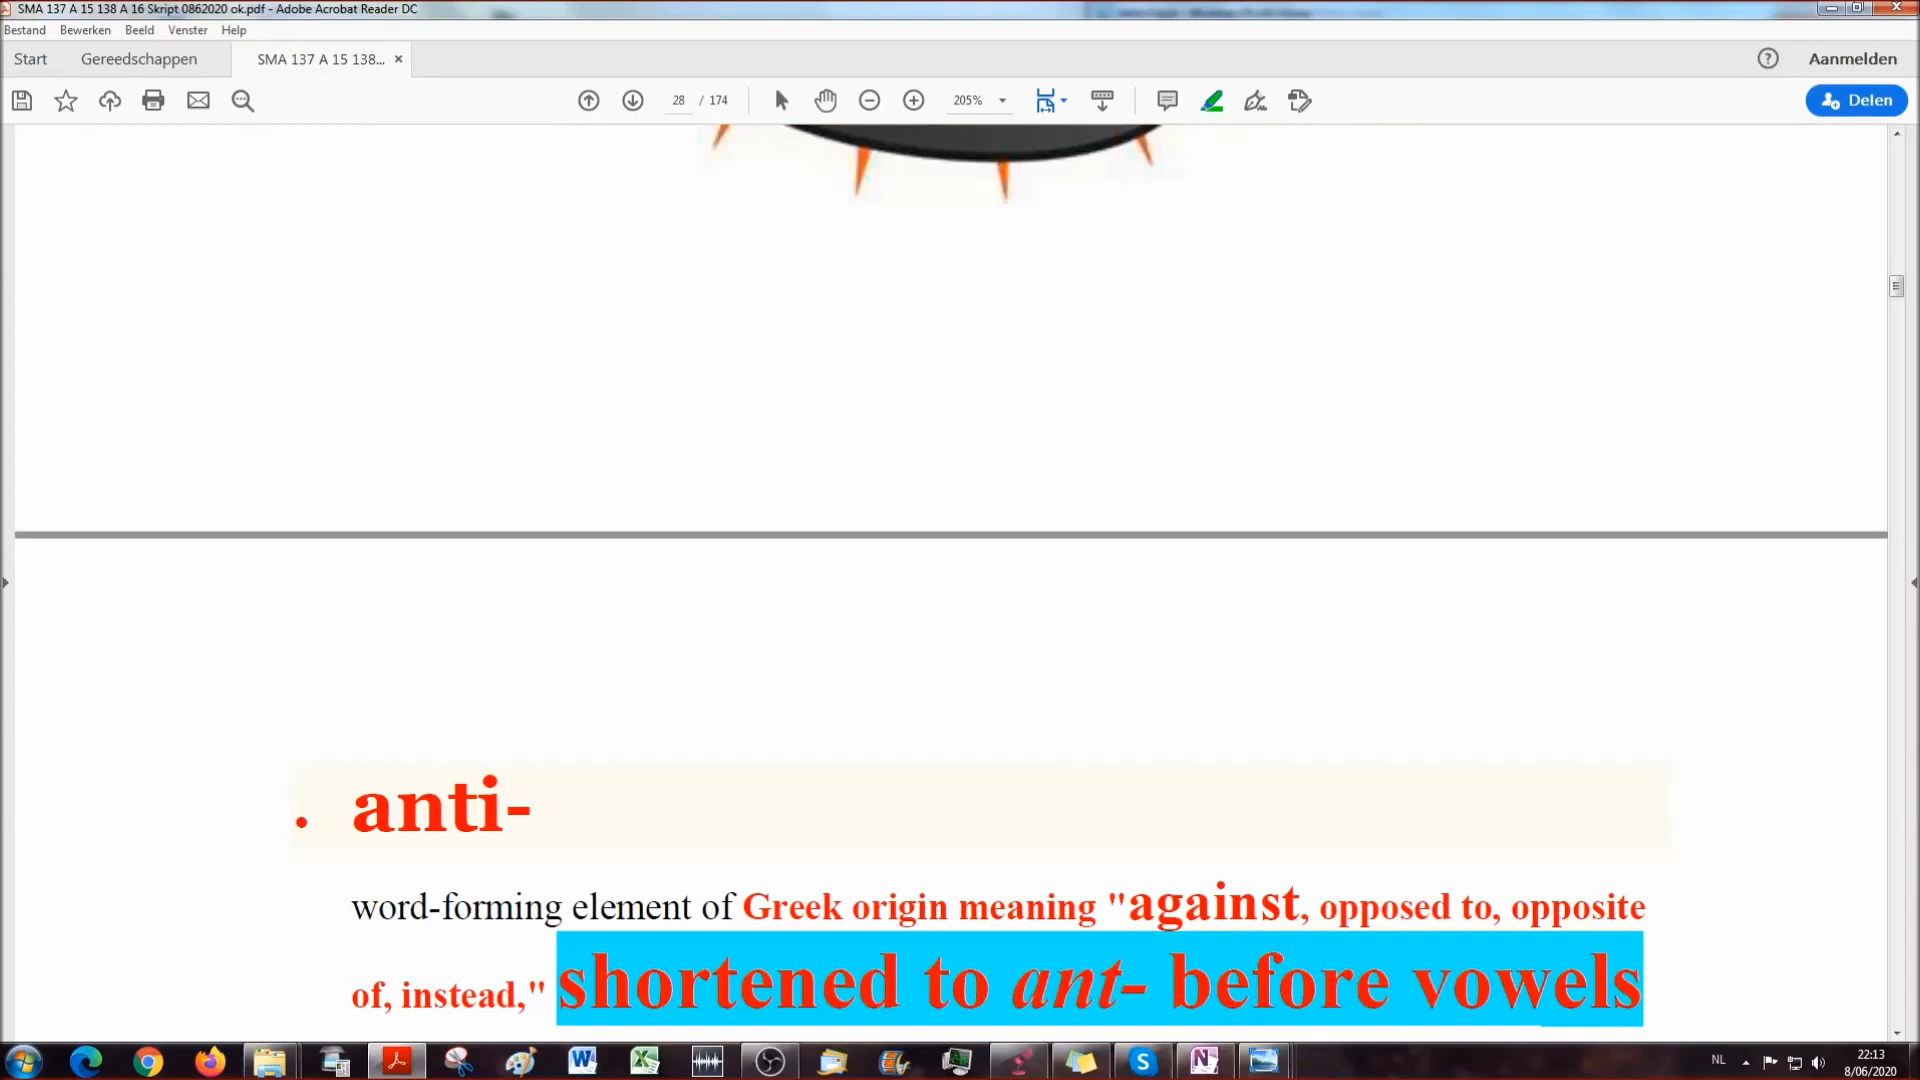 SMA 137 A 15 138 A 16 Skript 0862020 ok.pdf - Adobe Acrobat Reader DC
Bestand Bewerken Beeld Venster Help
Start Gereedschappen SMA 137 A 15 138... × Aanmelden
28 / 174 205% Delen
. anti-
word-forming element of Greek origin meaning "against, opposed to, opposite
of, instead," shortened to ant- before vowels
NL 22:13
8/06/2020